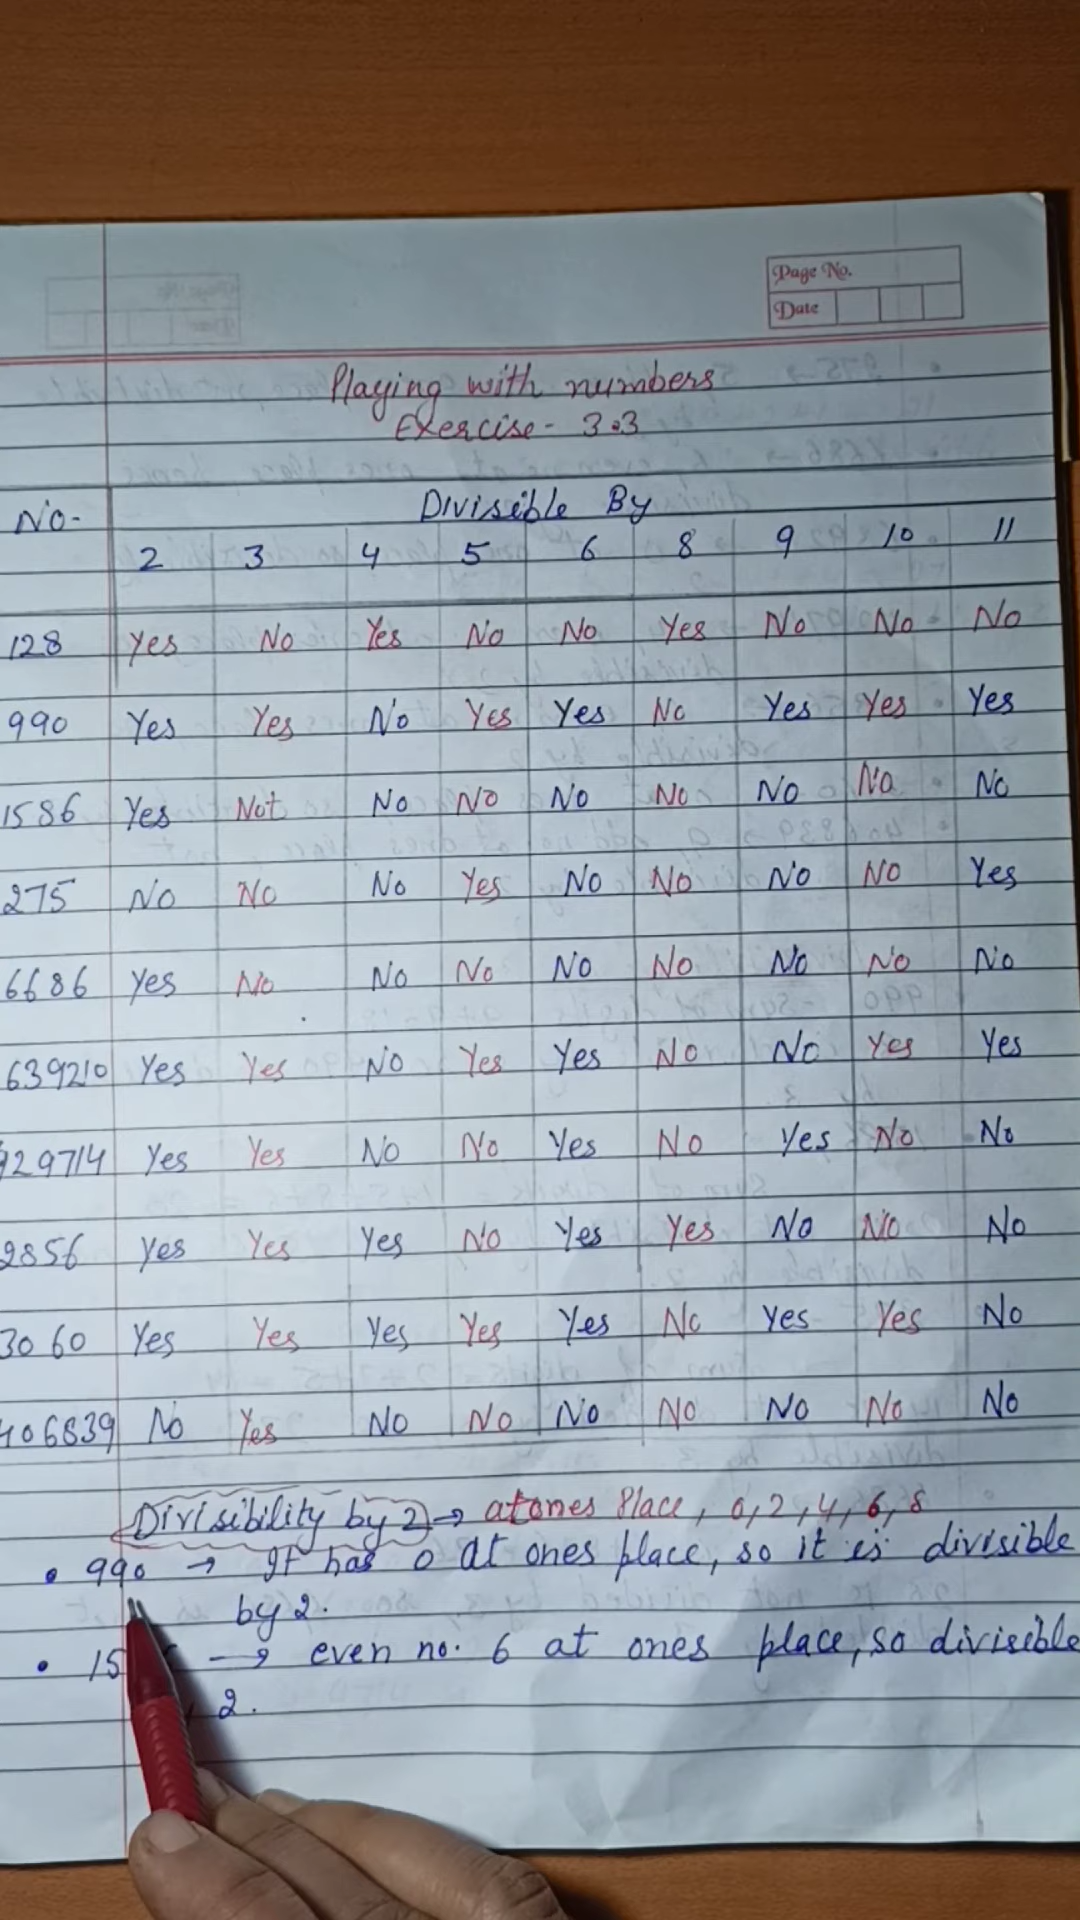 Page No.
Date
Playing with numbers
Exercise - 3.3
No. Divisible By
2 3 4 5 6 8 9 10 11
128 Yes No Yes No No Yes No No No
990 Yes Yes No Yes Yes No Yes Yes Yes
1586 Yes Not No No No No No No No
275 No No No Yes No No No No Yes
6686 Yes No No No No No No No No
639210 Yes Yes No Yes Yes No No Yes Yes
429714 Yes Yes No No Yes No Yes No No
2856 Yes Yes Yes No Yes Yes No No No
3060 Yes Yes Yes Yes Yes No Yes Yes No
406839 No Yes No No No No No No No
Divisibility by 2 → at ones Place, 0, 2, 4, 6, 8
• 990 → It has 0 at ones place, so it is divisible
by 2.
• 15 → even no. 6 at ones place, so divisible
2.